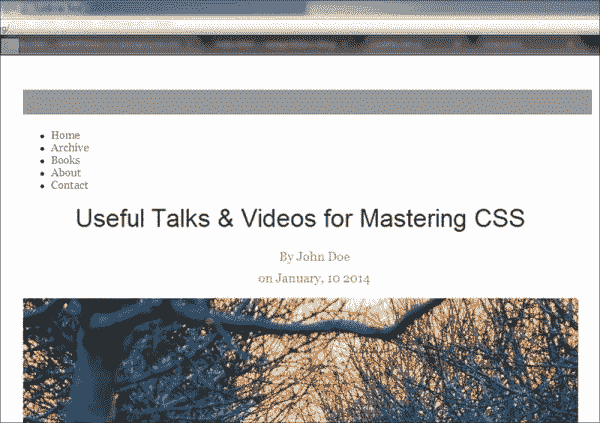 Home
Archive
Books
About
Contact
Useful Talks & Videos for Mastering CSS
By John Doe
on January, 10 2014